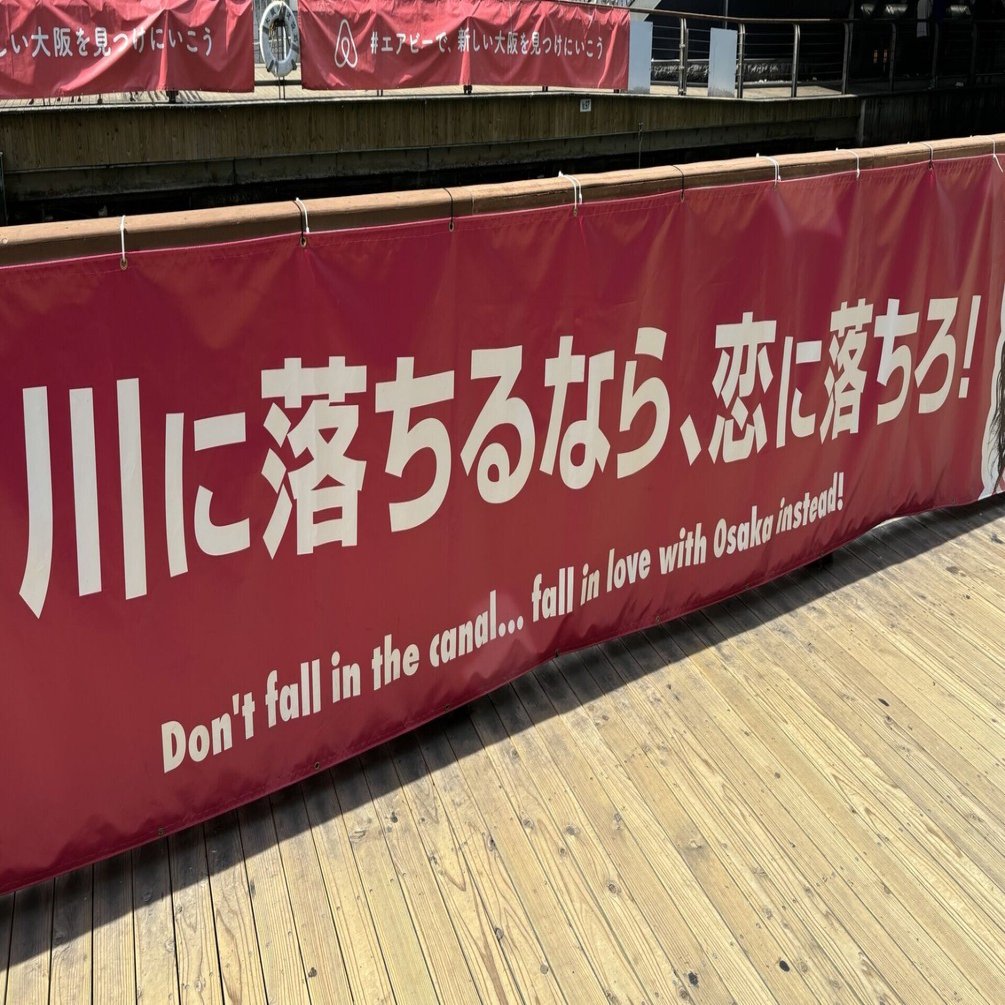 しい大阪を見つけにいこう
#エアビーで、新しい大阪を見つけにいこう
川に落ちるなら、恋に落ちろ!
Don't fall in the canal... fall in love with Osaka instead!